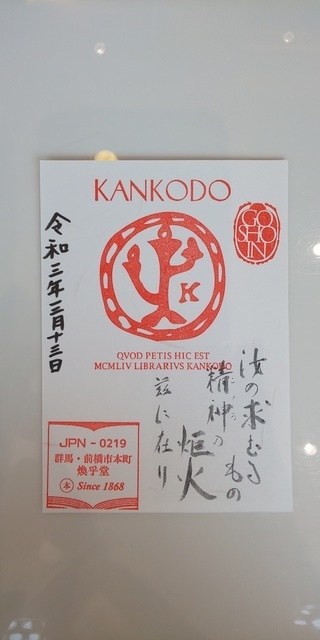 KANKODO
GO
SHO
IN
K
QVOD PETIS HIC EST
MCMLIV LIBRARIVS KANKODO
令和三年三月十三日
汝の求むる
もの
精神の
炬火
茲に在り
JPN - 0219
群馬・前橋市本町
煥乎堂
本 Since 1868